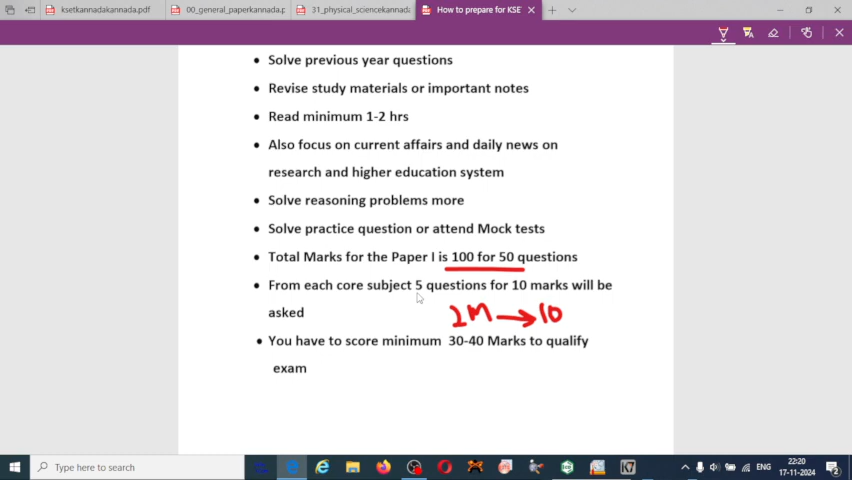 ksetkannadakannada.pdf
00_general_paperkannada.p
31_physical_sciencekannad
How to prepare for KSE
• Solve previous year questions
• Revise study materials or important notes
• Read minimum 1-2 hrs
• Also focus on current affairs and daily news on
research and higher education system
• Solve reasoning problems more
• Solve practice question or attend Mock tests
• Total Marks for the Paper I is 100 for 50 questions
• From each core subject 5 questions for 10 marks will be
asked
2M → 10
• You have to score minimum 30-40 Marks to qualify
exam
Type here to search
K7
ENG
22:20
17-11-2024
2